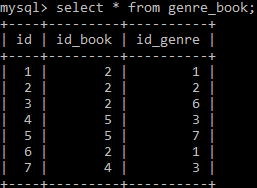 mysql> select * from genre_book;
+----+---------+----------+
| id | id_book | id_genre |
+----+---------+----------+
|  1 |       2 |        1 |
|  2 |       2 |        2 |
|  3 |       2 |        6 |
|  4 |       5 |        3 |
|  5 |       5 |        7 |
|  6 |       2 |        1 |
|  7 |       4 |        3 |
+----+---------+----------+